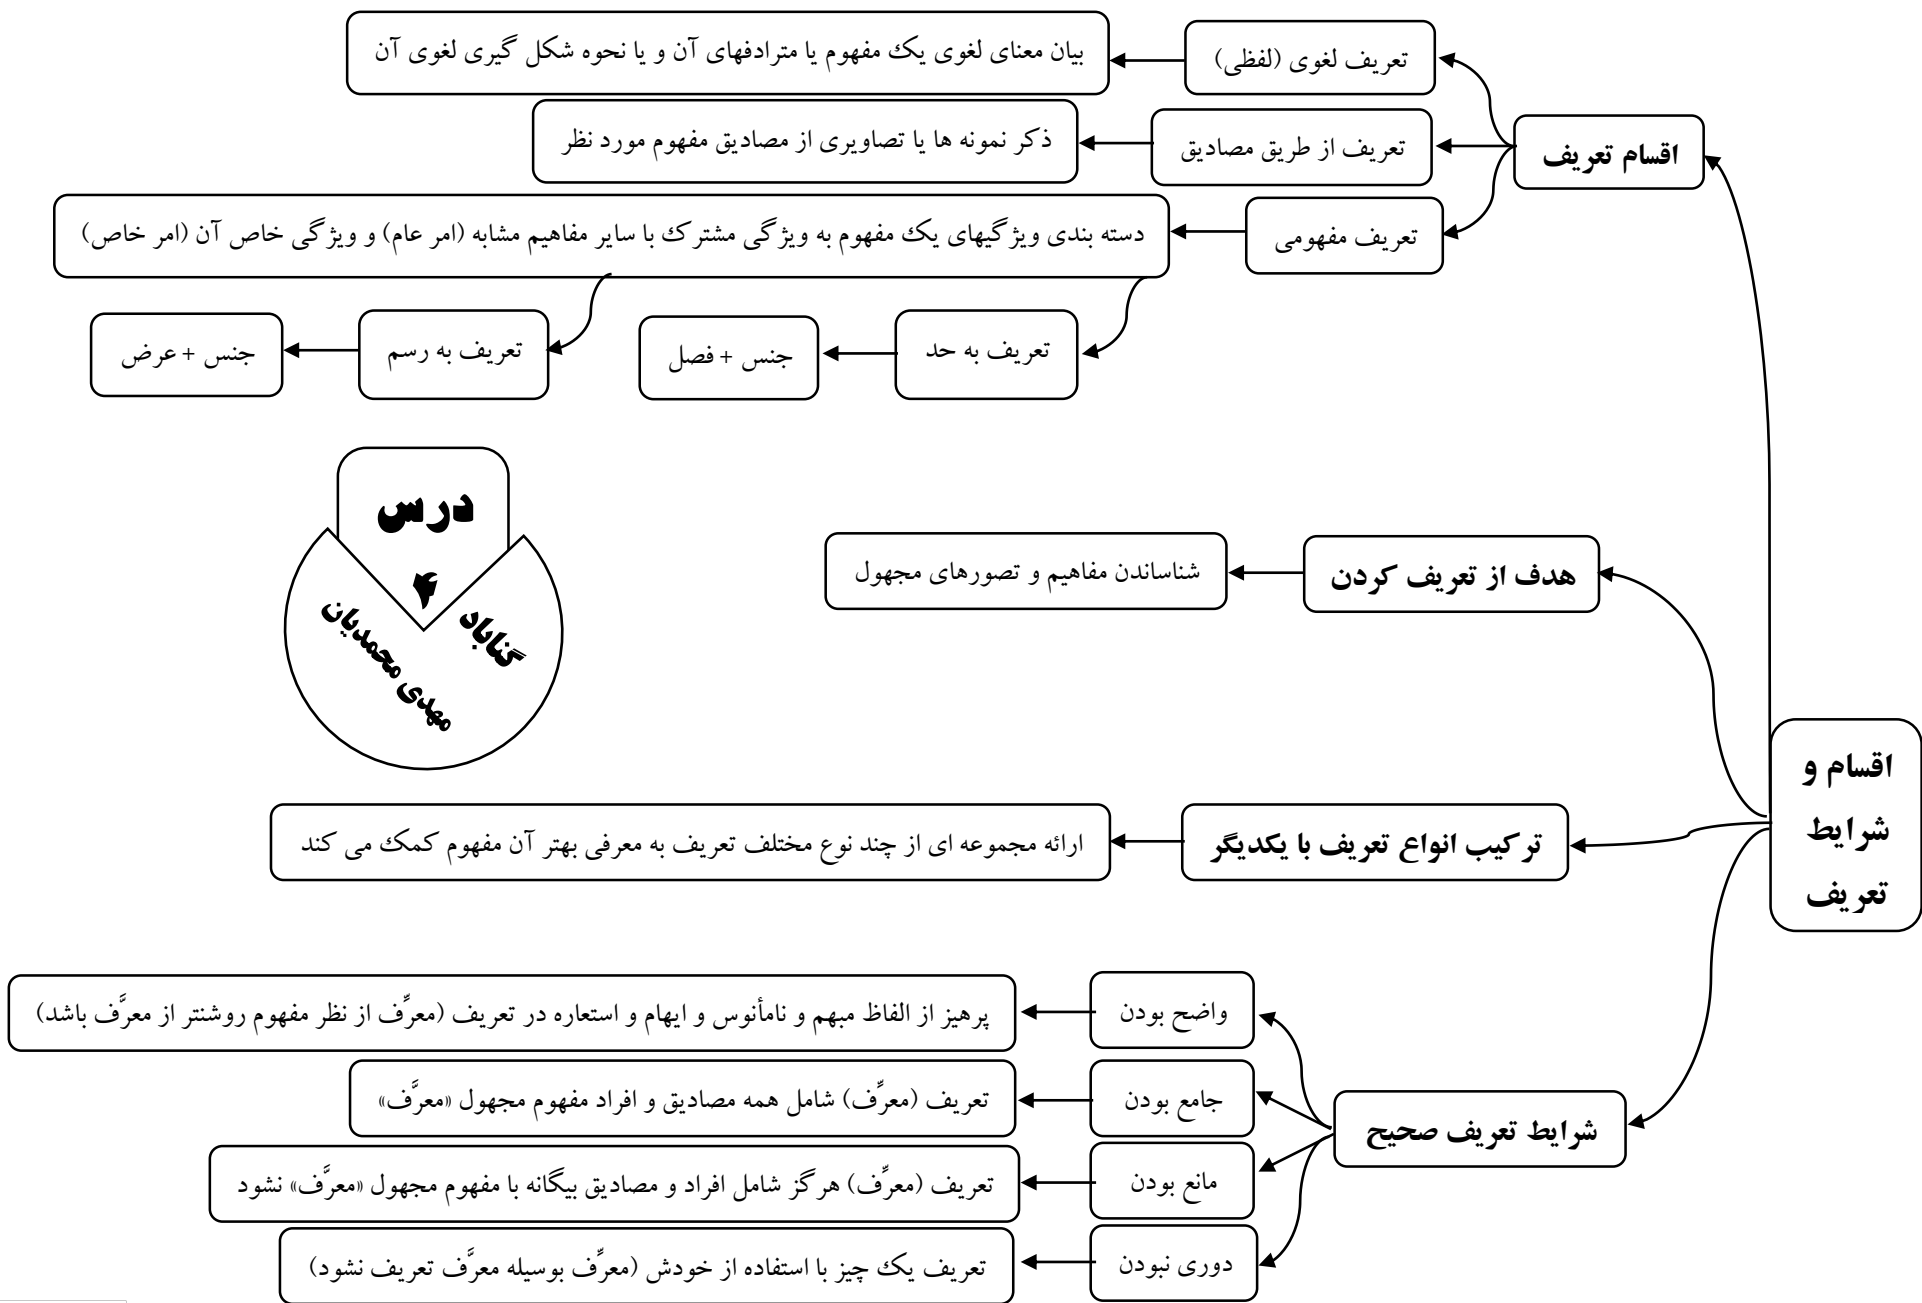 اقسام و
شرایط
تعریف
اقسام تعریف
تعریف لغوی (لفظی)
بیان معنای لغوی یک مفهوم یا مترادفهای آن و یا نحوه شکل گیری لغوی آن
تعریف از طریق مصادیق
ذکر نمونه ها یا تصاویری از مصادیق مفهوم مورد نظر
تعریف مفهومی
دسته بندی ویژگیهای یک مفهوم به ویژگی مشترک با سایر مفاهیم مشابه (امر عام) و ویژگی خاص آن (امر خاص)
تعریف به حد
جنس + فصل
تعریف به رسم
جنس + عرض
هدف از تعریف کردن
شناساندن مفاهیم و تصورهای مجهول
درس
۴
گناباد
مهدی محمدیان
ترکیب انواع تعریف با یکدیگر
ارائه مجموعه ای از چند نوع مختلف تعریف به معرفی بهتر آن مفهوم کمک می کند
شرایط تعریف صحیح
واضح بودن
پرهیز از الفاظ مبهم و نامأنوس و ایهام و استعاره در تعریف (معرِّف از نظر مفهوم روشنتر از معرَّف باشد)
جامع بودن
تعریف (معرِّف) شامل همه مصادیق و افراد مفهوم مجهول «معرَّف»
مانع بودن
تعریف (معرِّف) هرگز شامل افراد و مصادیق بیگانه با مفهوم مجهول «معرَّف» نشود
دوری نبودن
تعریف یک چیز با استفاده از خودش (معرِّف بوسیله معرَّف تعریف نشود)